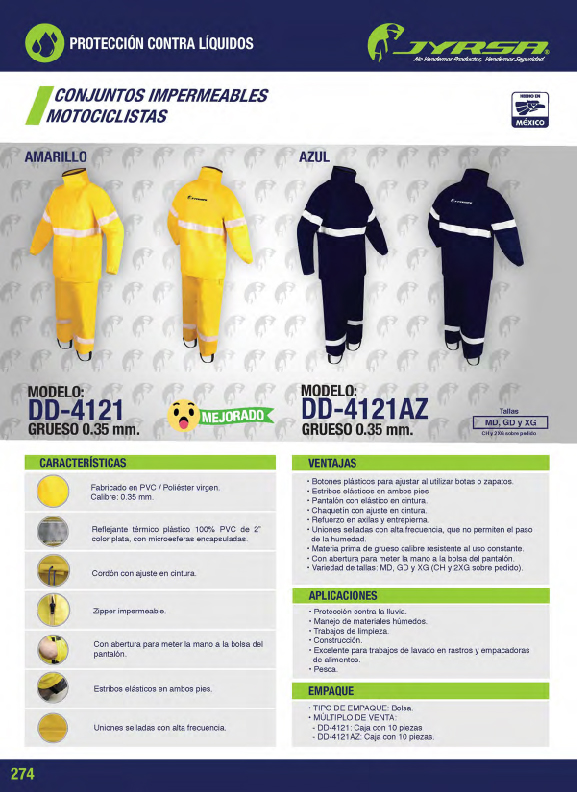 PROTECCIÓN CONTRA LÍQUIDOS
JYRSA®
No Vendemos Productos, Vendemos Seguridad
CONJUNTOS IMPERMEABLES
MOTOCICLISTAS
HECHO EN
MÉXICO
AMARILLO
AZUL
MODELO:
DD-4121
GRUESO 0.35 mm.
MEJORADO
MODELO:
DD-4121AZ
GRUESO 0.35 mm.
Tallas
MD, GD y XG
CH y 2XG sobre pedido
CARACTERÍSTICAS
Fabricado en PVC / Poliéster virgen.
Calibre: 0.35 mm.
Reflejante térmico plástico 100% PVC de 2"
color plata, con microesferas encapsuladas.
Cordón con ajuste en cintura.
Zipper impermeable.
Con abertura para meter la mano a la bolsa del
pantalón.
Estribos elásticos en ambos pies.
Uniones selladas con alta frecuencia.
VENTAJAS
• Botones plásticos para ajustar al utilizar botas o zapatos.
• Estribos elásticos en ambos pies
• Pantalón con elástico en cintura.
• Chaquetín con ajuste en cintura.
• Refuerzo en axilas y entrepierna.
• Uniones selladas con alta frecuencia, que no permiten el paso
de la humedad.
• Materia prima de grueso calibre resistente al uso constante.
• Con abertura para meter la mano a la bolsa del pantalón.
• Variedad de tallas: MD, GD y XG (CH y 2XG sobre pedido).
APLICACIONES
• Protección contra la lluvia.
• Manejo de materiales húmedos.
• Trabajos de limpieza.
• Construcción.
• Excelente para trabajos de lavado en rastros y empacadoras
de alimentos.
• Pesca.
EMPAQUE
• TIPO DE EMPAQUE: Bolsa.
• MÚLTIPLO DE VENTA:
- DD-4121: Caja con 10 piezas
- DD-4121AZ: Caja con 10 piezas.
274